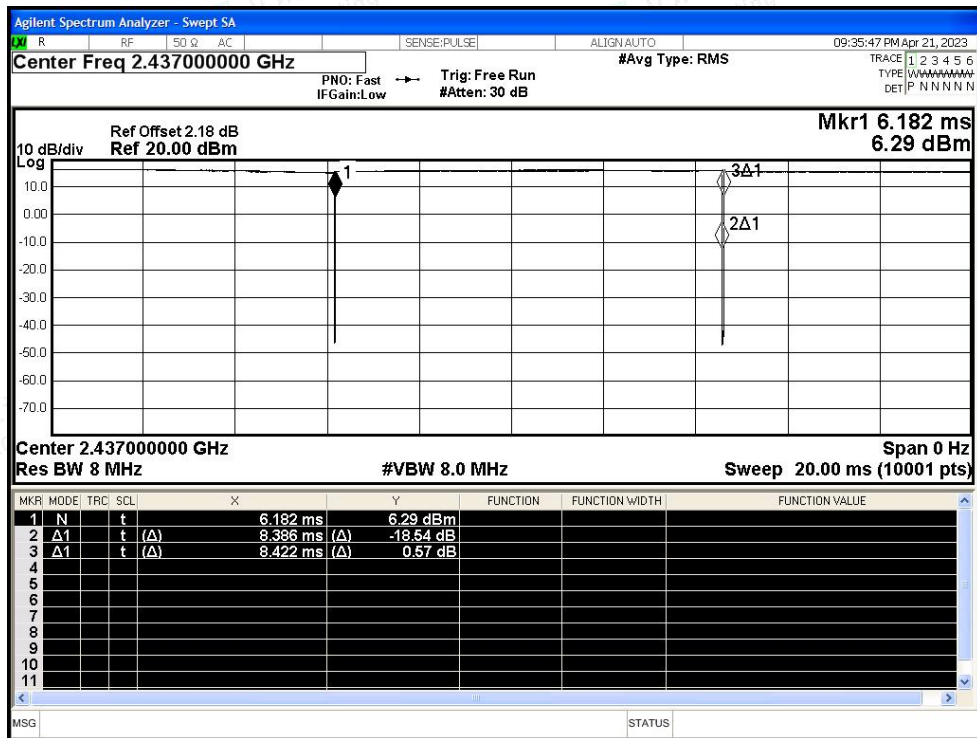 Agilent Spectrum Analyzer - Swept SA
LXI R RF 50 Ω AC SENSE:PULSE ALIGN AUTO 09:35:47 PM Apr 21, 2023
Center Freq 2.437000000 GHz
#Avg Type: RMS
TRACE 1 2 3 4 5 6
TYPE WWWWWWW
DET P N N N N N
PNO: Fast
IFGain:Low
Trig: Free Run
#Atten: 30 dB
Mkr1 6.182 ms
6.29 dBm
Ref Offset 2.18 dB
10 dB/div Ref 20.00 dBm
Log
10.0
0.00
-10.0
-20.0
-30.0
-40.0
-50.0
-60.0
-70.0
1
3Δ1
2Δ1
Center 2.437000000 GHz Span 0 Hz
Res BW 8 MHz #VBW 8.0 MHz Sweep 20.00 ms (10001 pts)
MKR MODE TRC SCL X Y FUNCTION FUNCTION WIDTH FUNCTION VALUE
1 N t 6.182 ms 6.29 dBm
2 Δ1 t (Δ) 8.386 ms (Δ) -18.54 dB
3 Δ1 t (Δ) 8.422 ms (Δ) 0.57 dB
4
5
6
7
8
9
10
11
MSG STATUS